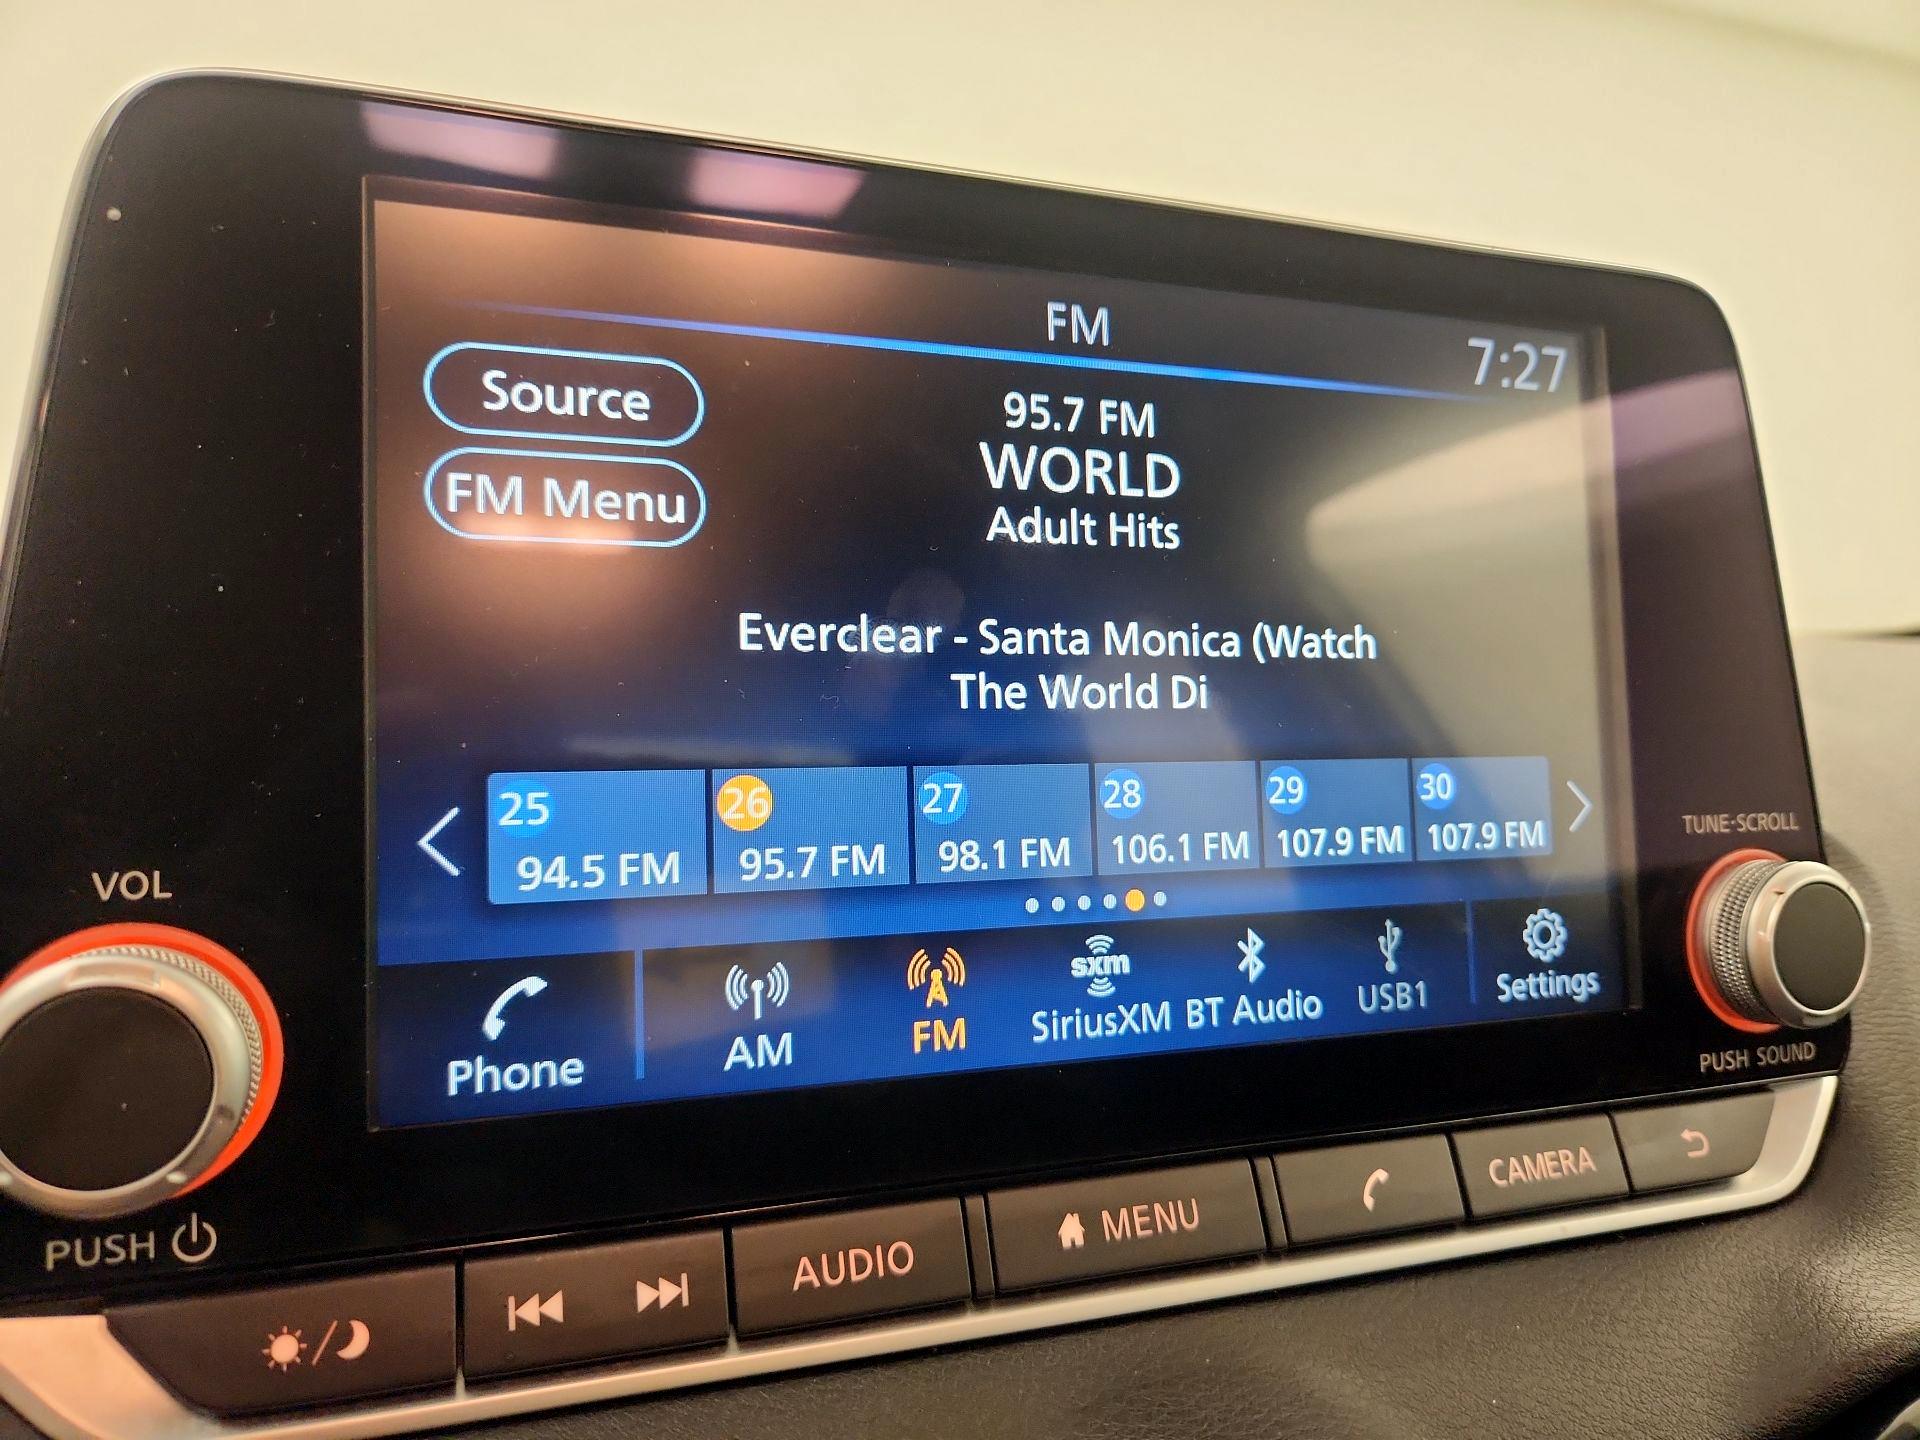 FM
7:27
Source
FM Menu
95.7 FM
WORLD
Adult Hits
Everclear - Santa Monica (Watch
The World Di
25
94.5 FM
26
95.7 FM
27
98.1 FM
28
106.1 FM
29
107.9 FM
30
107.9 FM
Phone
AM
FM
sxm
SiriusXM
BT Audio
USB1
Settings
VOL
PUSH
TUNE·SCROLL
PUSH SOUND
AUDIO
MENU
CAMERA